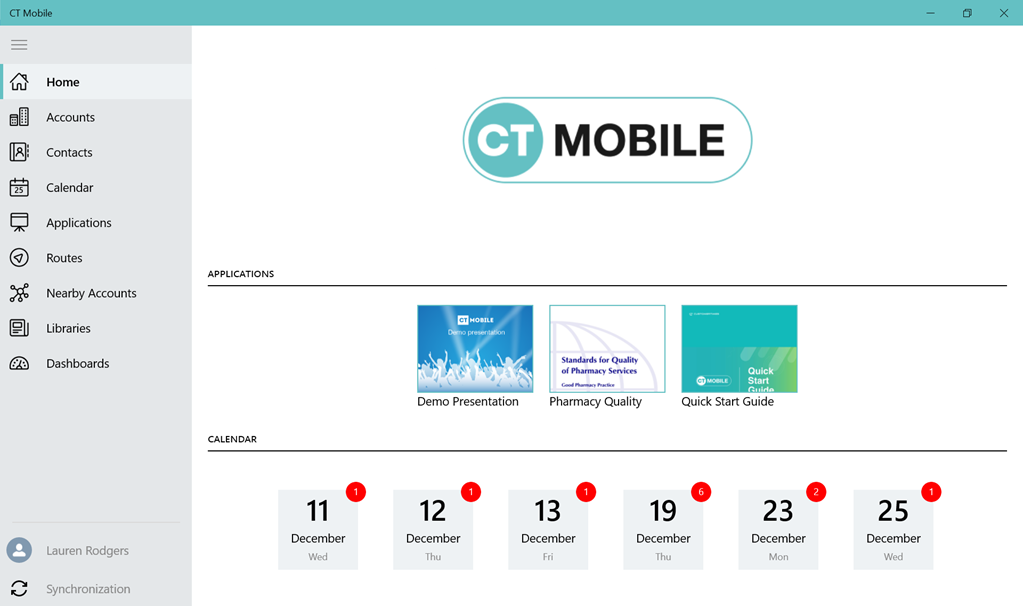 CT Mobile
Home
Accounts
Contacts
25
Calendar
Applications
Routes
Nearby Accounts
Libraries
Dashboards
Lauren Rodgers
Synchronization
CT MOBILE
APPLICATIONS
CT MOBILE
Demo presentation
Demo Presentation
Standards for Quality
of Pharmacy Services
Good Pharmacy Practice
Pharmacy Quality
CT MOBILE
Quick
Start
Guide
Quick Start Guide
CALENDAR
1
11
December
Wed
1
12
December
Thu
1
13
December
Fri
6
19
December
Thu
2
23
December
Mon
1
25
December
Wed